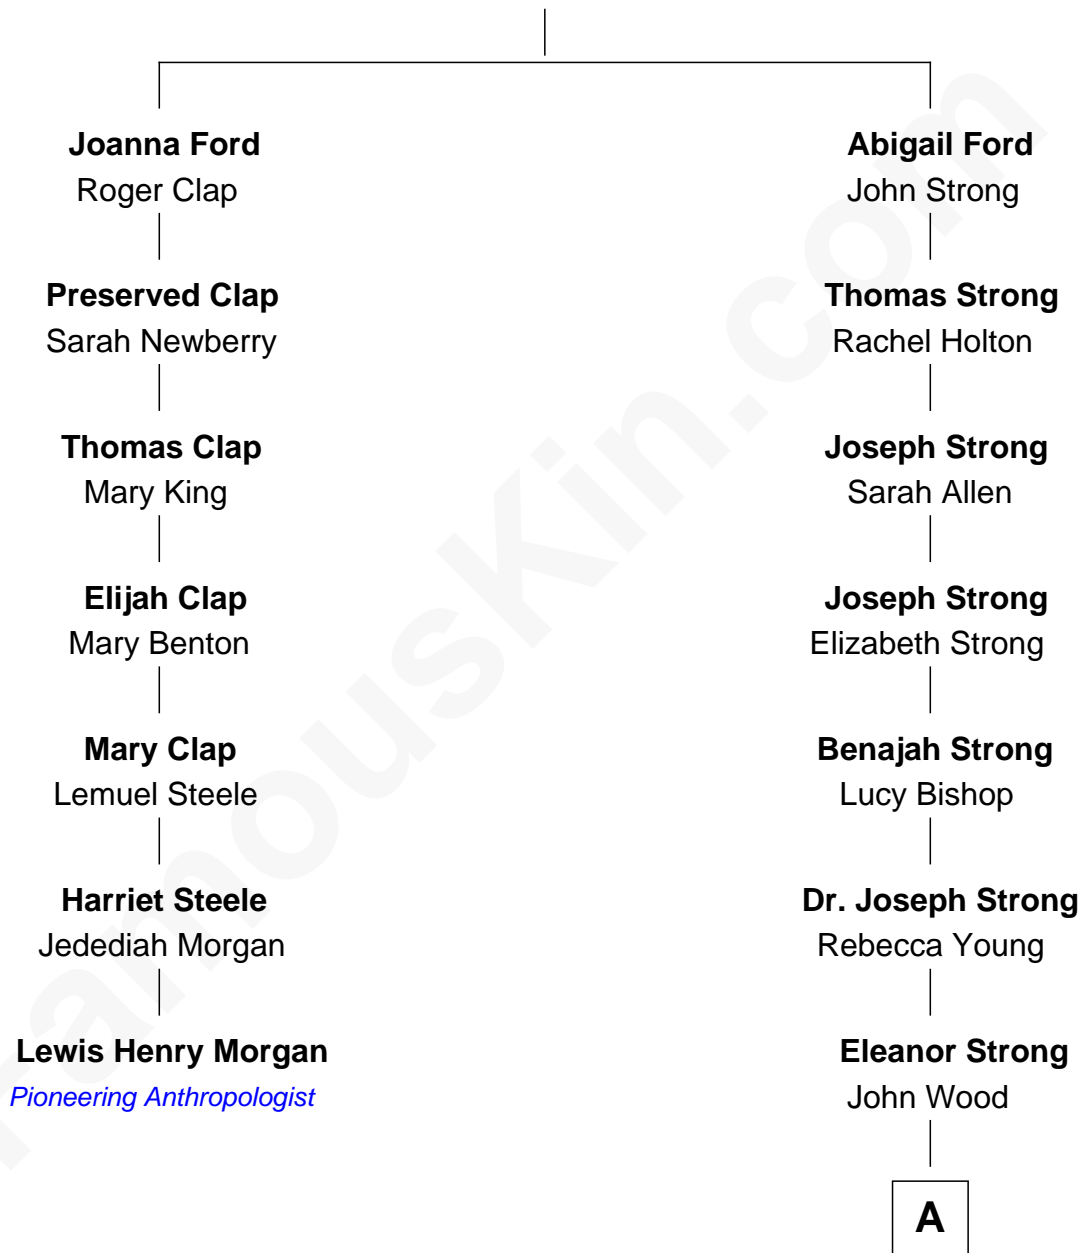 Joanna Ford
Roger Clap
Abigail Ford
John Strong
Preserved Clap
Sarah Newberry
Thomas Strong
Rachel Holton
Thomas Clap
Mary King
Joseph Strong
Sarah Allen
Elijah Clap
Mary Benton
Joseph Strong
Elizabeth Strong
Mary Clap
Lemuel Steele
Benajah Strong
Lucy Bishop
Harriet Steele
Jedediah Morgan
Dr. Joseph Strong
Rebecca Young
Lewis Henry Morgan
Pioneering Anthropologist
Eleanor Strong
John Wood
A
FamousKin.com